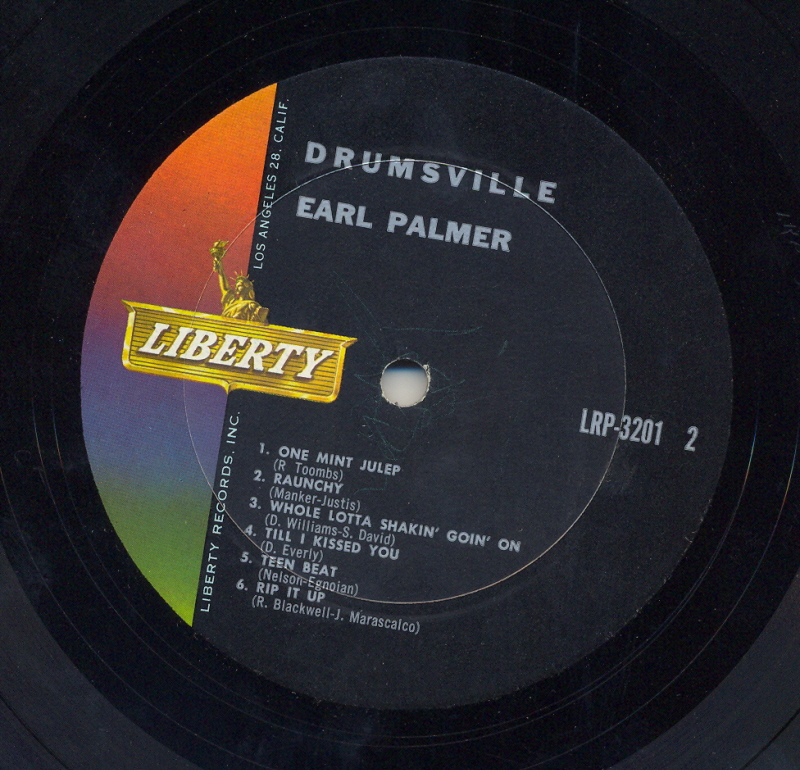 DRUMSVILLE
EARL PALMER
LOS ANGELES 28, CALIF.
LIBERTY
LIBERTY RECORDS, INC.
LRP-3201 2
1. ONE MINT JULEP
(R Toombs)
2. RAUNCHY
(Manker-Justis)
3. WHOLE LOTTA SHAKIN' GOIN' ON
(D. Williams-S. David)
4. TILL I KISSED YOU
(D. Everly)
5. TEEN BEAT
(Nelson-Egnoian)
6. RIP IT UP
(R. Blackwell-J. Marascalco)